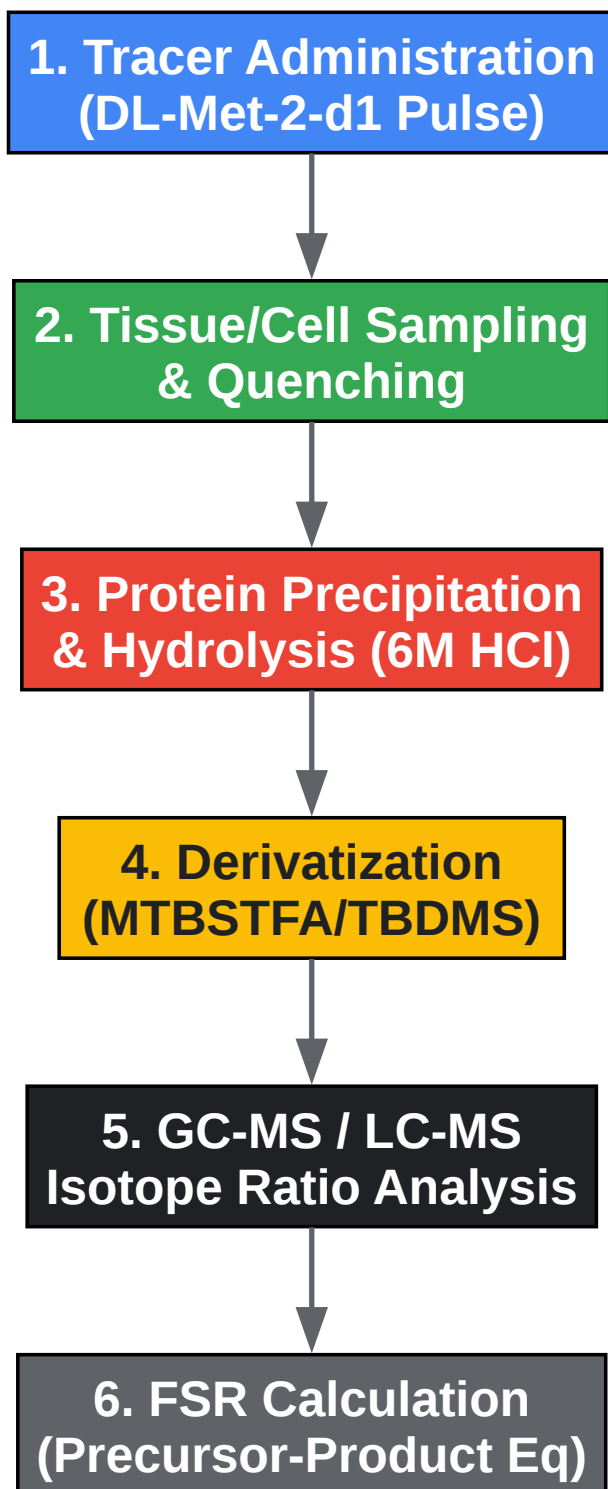 1. Tracer Administration
(DL-Met-2-d1 Pulse)
2. Tissue/Cell Sampling
& Quenching
3. Protein Precipitation
& Hydrolysis (6M HCl)
4. Derivatization
(MTBSTFA/TBDMS)
5. GC-MS / LC-MS
Isotope Ratio Analysis
6. FSR Calculation
(Precursor-Product Eq)